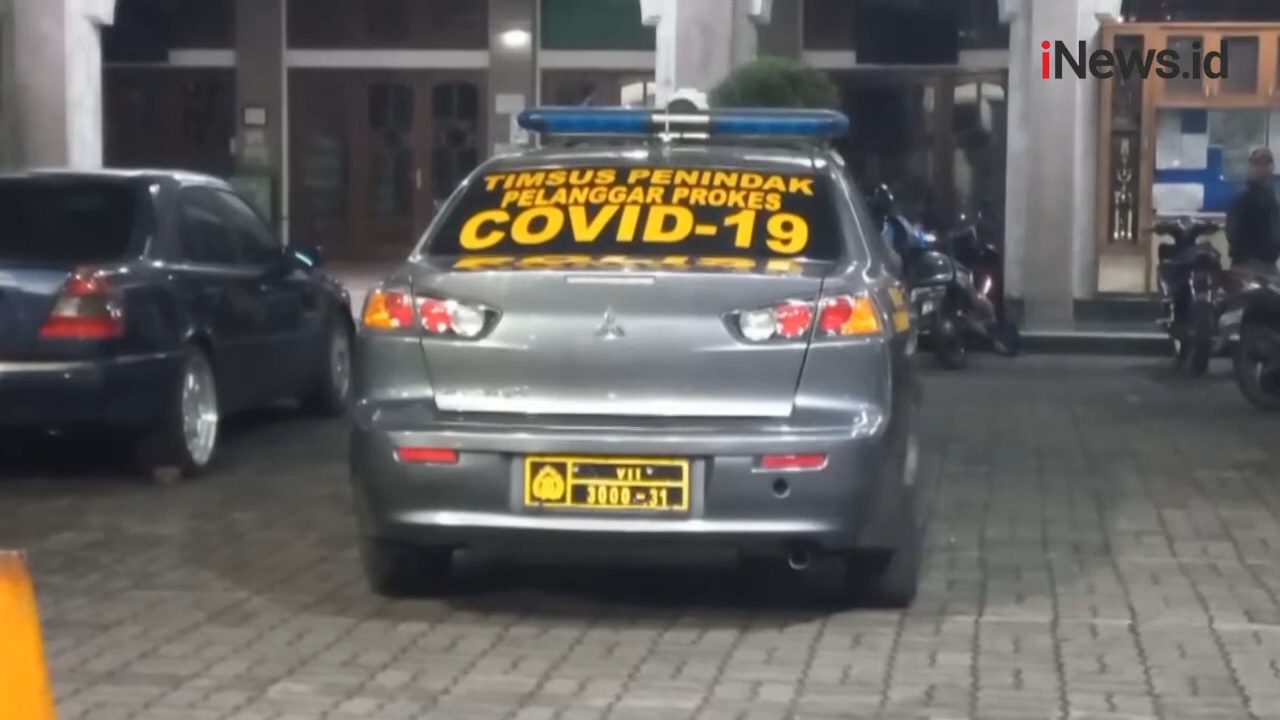 iNews.id
TIMSUS PENINDAK
PELANGGAR PROKES
COVID-19
VII
3000-31